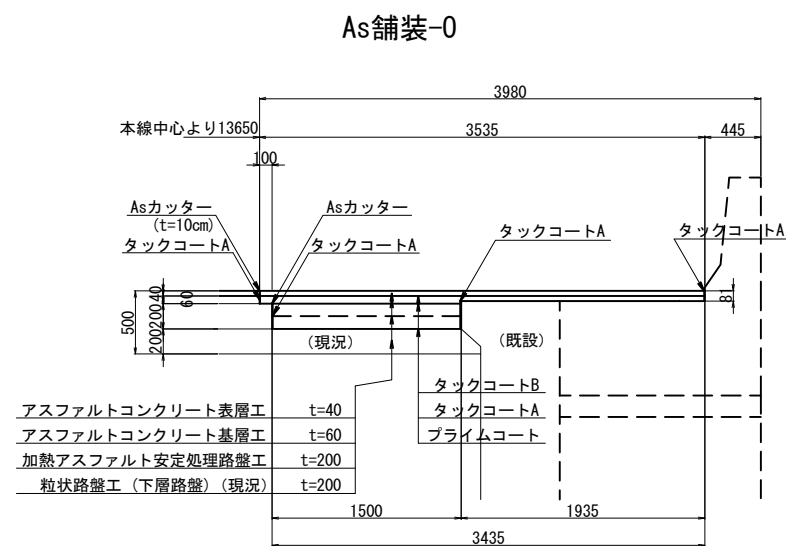 As舗装-O
3980
本線中心より13650
3535
445
100
Asカッター
(t=10cm)
タックコートA
Asカッター
タックコートA
タックコートA
タックコートA
500
40
60
200
200
81
(現況)
(既設)
タックコートB
タックコートA
プライムコート
アスファルトコンクリート表層工 t=40
アスファルトコンクリート基層工 t=60
加熱アスファルト安定処理路盤工 t=200
粒状路盤工(下層路盤)(現況) t=200
1500
1935
3435